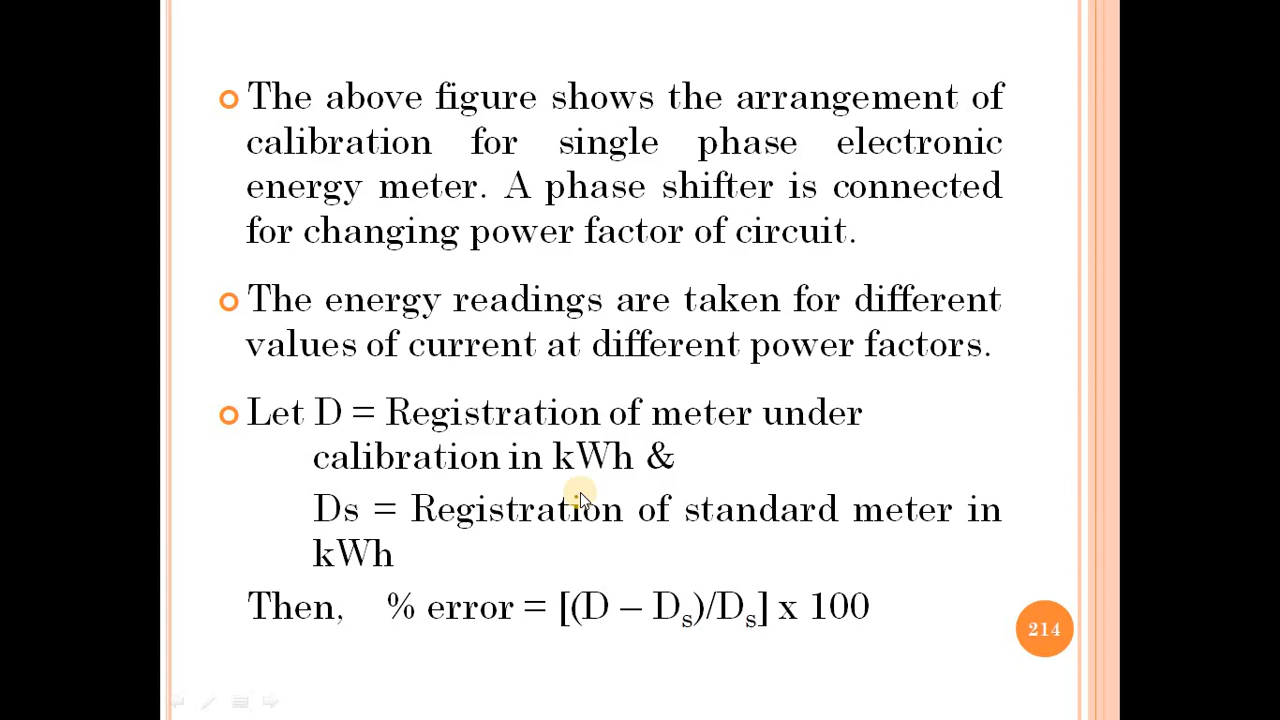 The above figure shows the arrangement of
calibration for single phase electronic
energy meter. A phase shifter is connected
for changing power factor of circuit.
The energy readings are taken for different
values of current at different power factors.
Let D = Registration of meter under
calibration in kWh &
Ds = Registration of standard meter in
kWh
Then, % error = [(D – Ds)/Ds] x 100
214